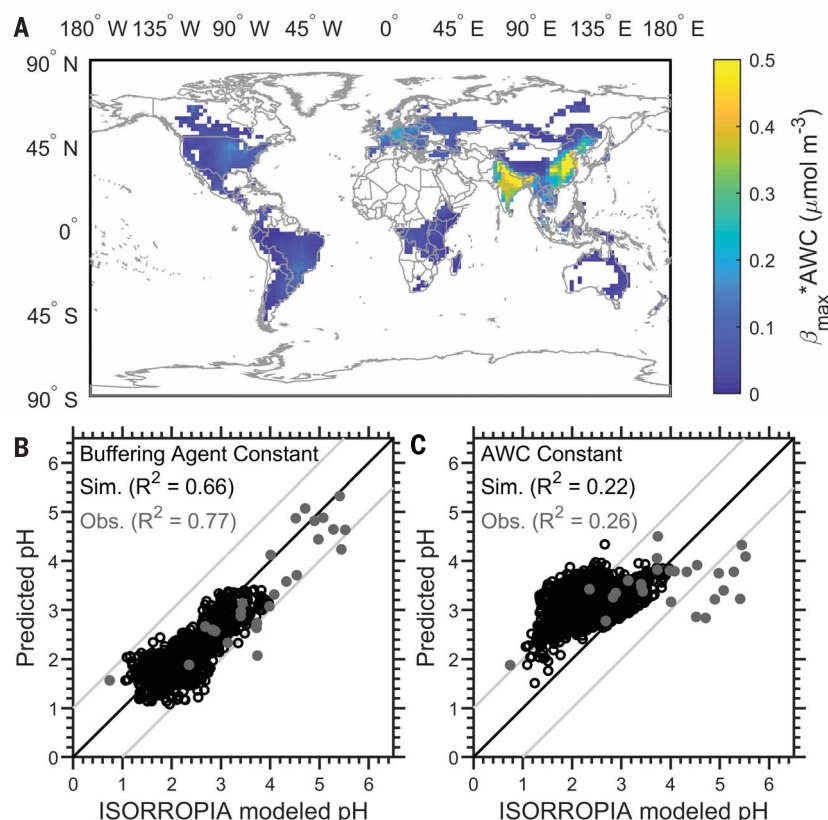 A
180° W 135° W 90° W 45° W 0° 45° E 90° E 135° E 180° E
90° N
45° N
0°
45° S
90° S
0.5
0.4
0.3
0.2
0.1
0
βmax*AWC (μmol m⁻³)
B
Buffering Agent Constant
Sim. (R² = 0.66)
Obs. (R² = 0.77)
Predicted pH
6
5
4
3
2
1
0
0 1 2 3 4 5 6
ISORROPIA modeled pH
C
AWC Constant
Sim. (R² = 0.22)
Obs. (R² = 0.26)
Predicted pH
6
5
4
3
2
1
0
0 1 2 3 4 5 6
ISORROPIA modeled pH